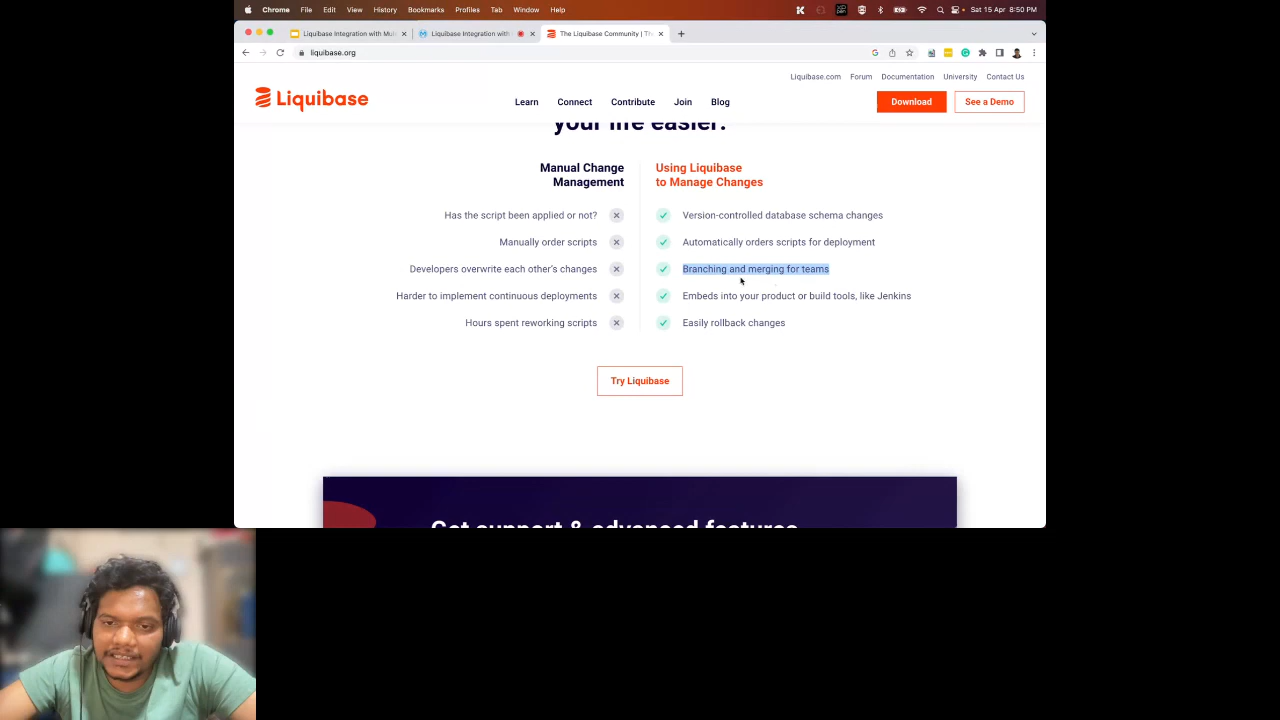 Chrome File Edit View History Bookmarks Profiles Tab Window Help
Sat 15 Apr 8:50 PM
Liquibase Integration with Mul
Liquibase Integration with
The Liquibase Community | T
liquibase.org
Liquibase.com Forum Documentation University Contact Us
Liquibase
Learn Connect Contribute Join Blog
Download
See a Demo
your life easier?
Manual Change
Management
Using Liquibase
to Manage Changes
Has the script been applied or not?
Version-controlled database schema changes
Manually order scripts
Automatically orders scripts for deployment
Developers overwrite each other's changes
Branching and merging for teams
Harder to implement continuous deployments
Embeds into your product or build tools, like Jenkins
Hours spent reworking scripts
Easily rollback changes
Try Liquibase
Get support & advanced features